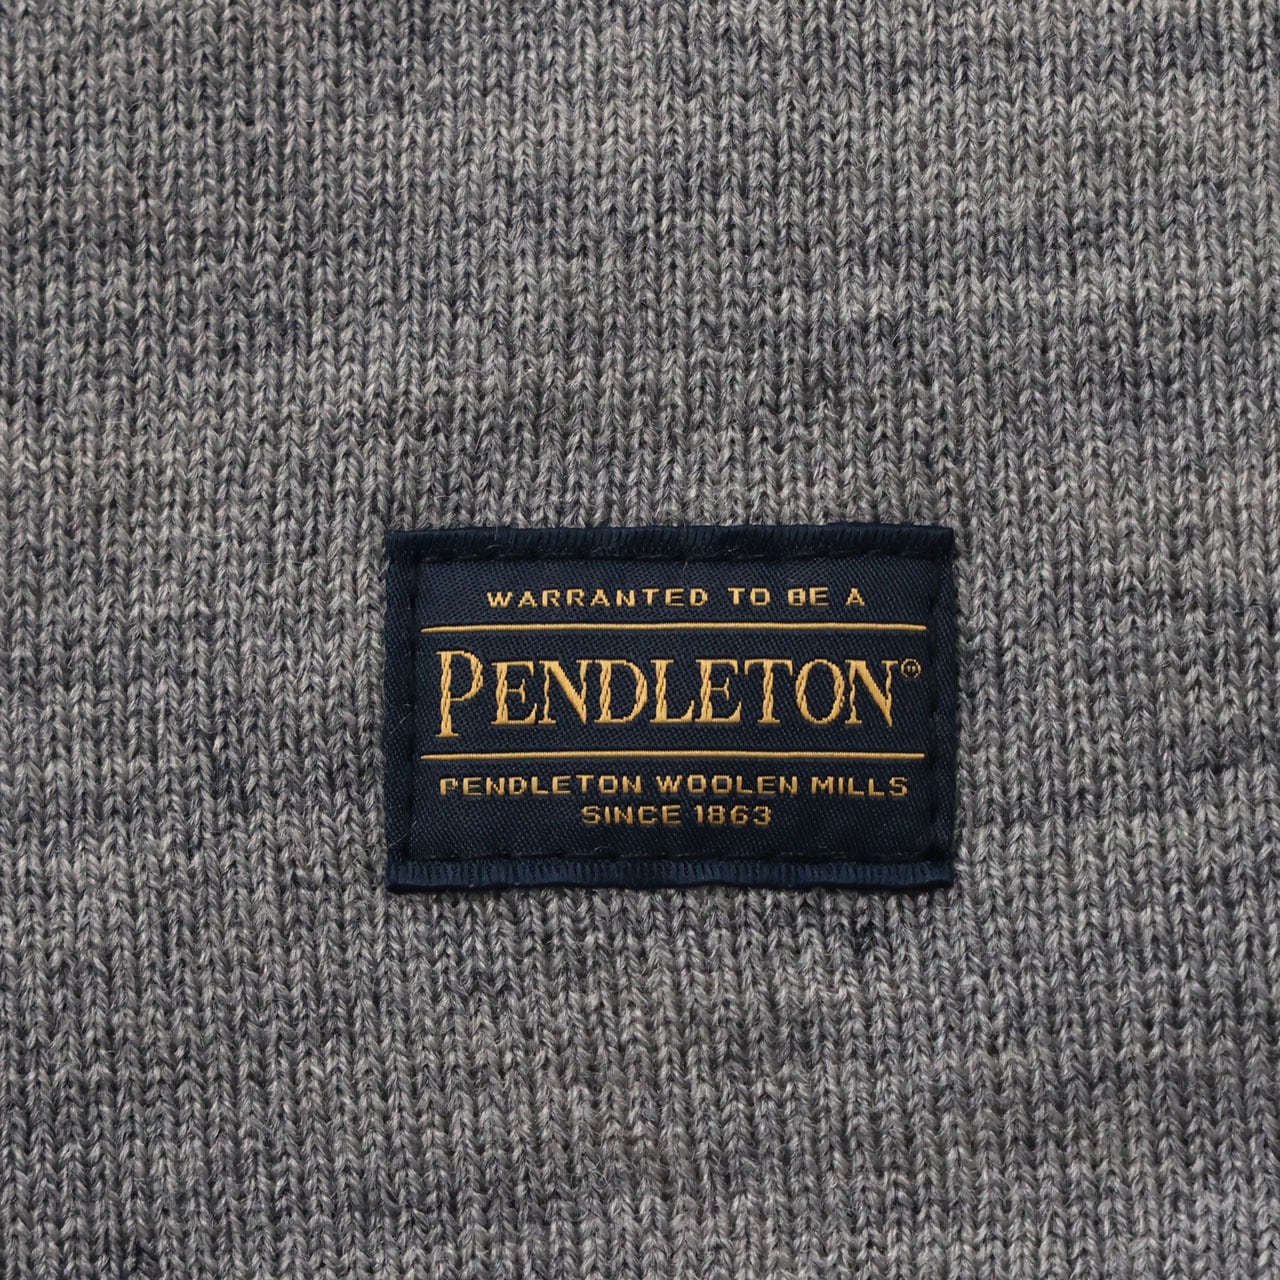 WARRANTED TO BE A
PENDLETON®
PENDLETON WOOLEN MILLS
SINCE 1863